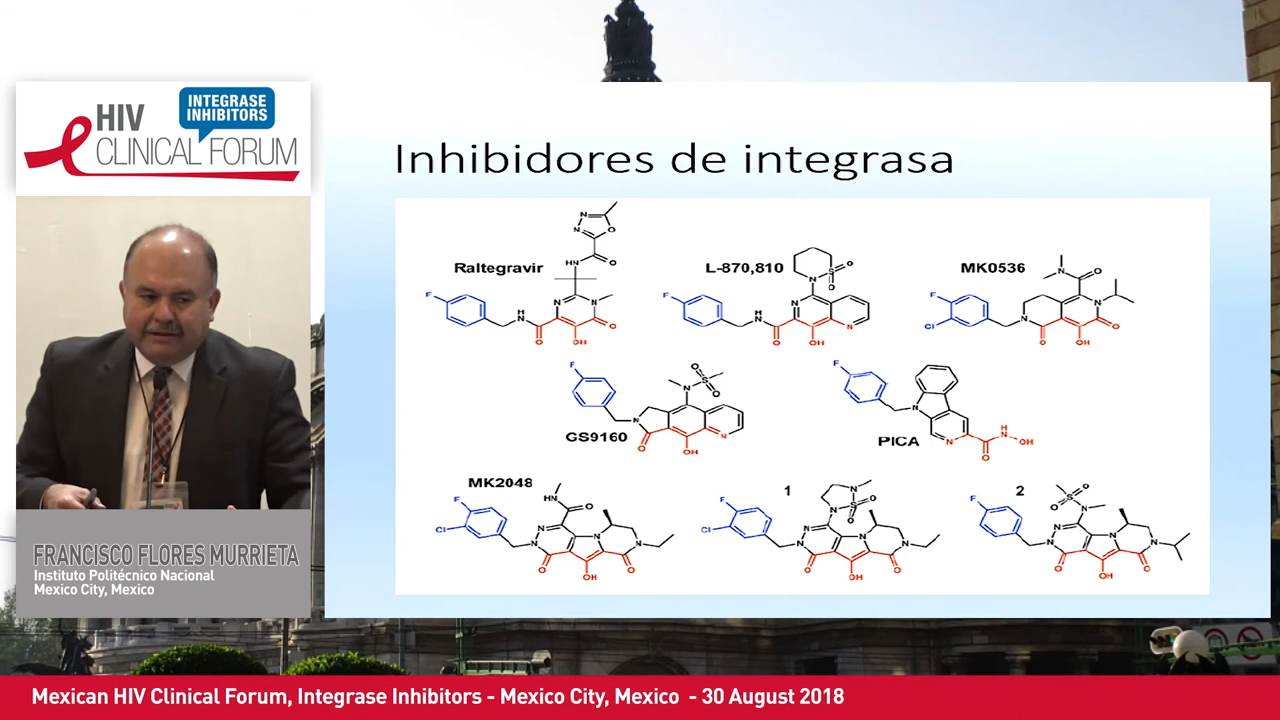 HIV
INTEGRASE
INHIBITORS
CLINICAL FORUM
Inhibidores de integrasa
Raltegravir
L-870,810
MK0536
GS9160
PICA
MK2048
1
2
FRANCISCO FLORES MURRIETA
Instituto Politécnico Nacional
Mexico City, Mexico
Mexican HIV Clinical Forum, Integrase Inhibitors - Mexico City, Mexico - 30 August 2018